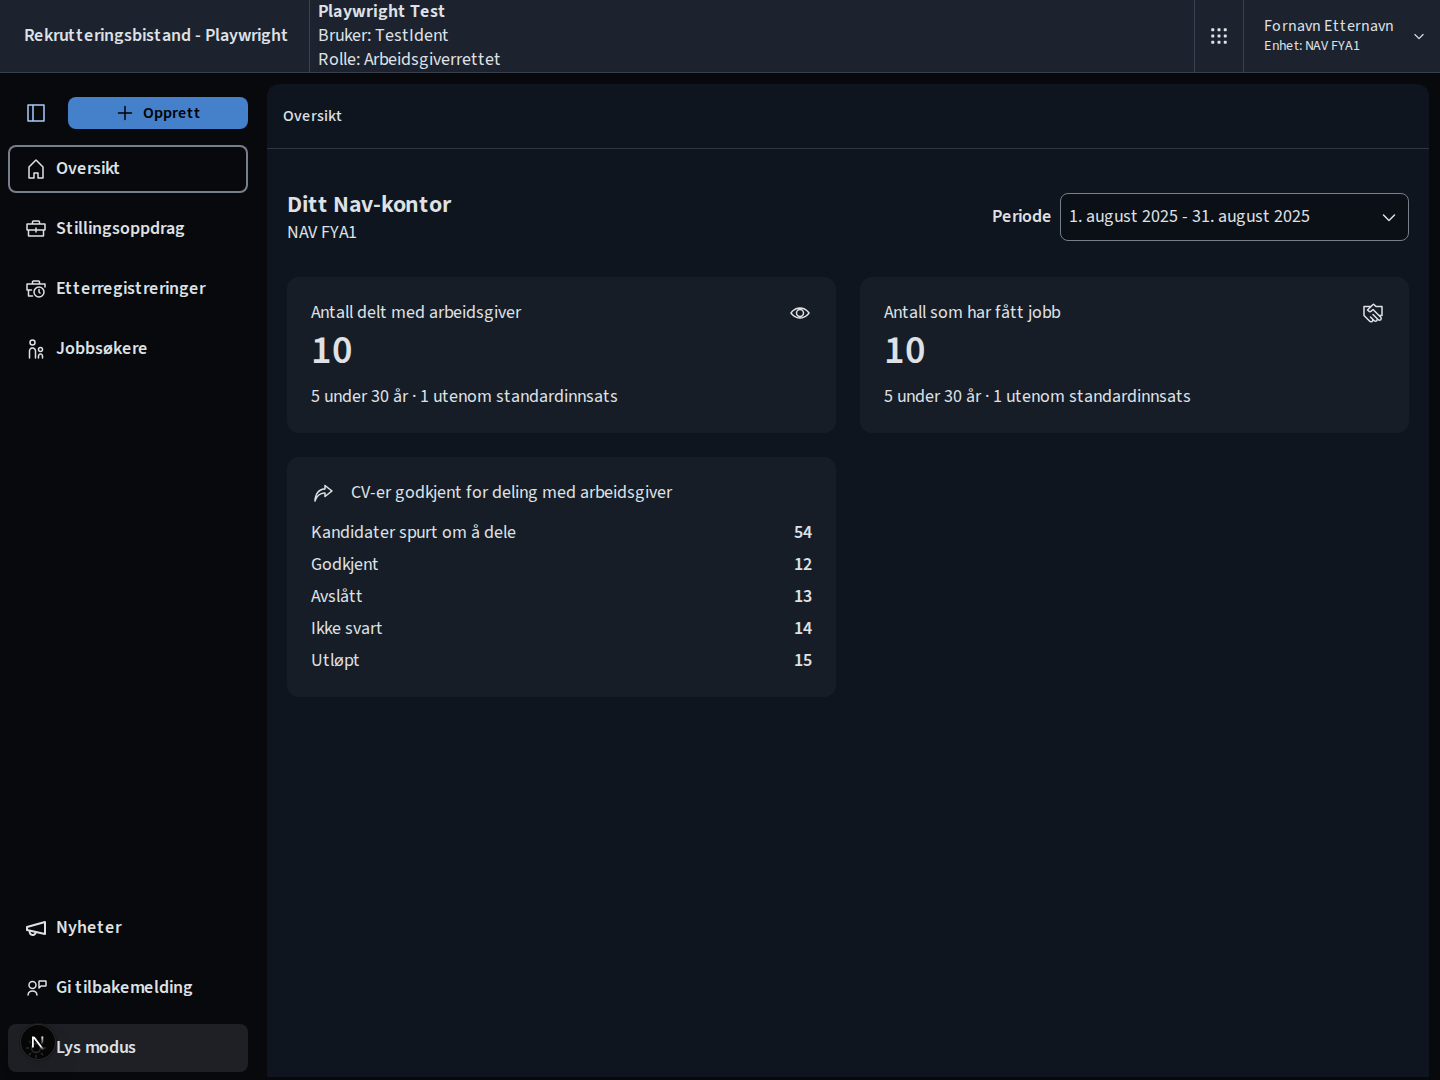 Rekrutteringsbistand - Playwright
Playwright Test
Bruker: TestIdent
Rolle: Arbeidsgiverrettet
Fornavn Etternavn
Enhet: NAV FYA1
Opprett
Oversikt
Stillingsoppdrag
Etterregistreringer
Jobbsøkere
Nyheter
Gi tilbakemelding
N
Lys modus
Oversikt
Ditt Nav-kontor
NAV FYA1
Periode
1. august 2025 - 31. august 2025
Antall delt med arbeidsgiver
10
5 under 30 år · 1 utenom standardinnsats
Antall som har fått jobb
10
5 under 30 år · 1 utenom standardinnsats
CV-er godkjent for deling med arbeidsgiver
Kandidater spurt om å dele 54
Godkjent 12
Avslått 13
Ikke svart 14
Utløpt 15